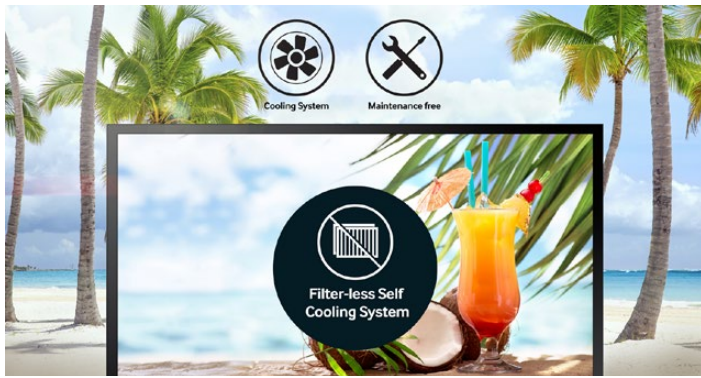 Cooling System
Maintenance free
Filter-less Self
Cooling System